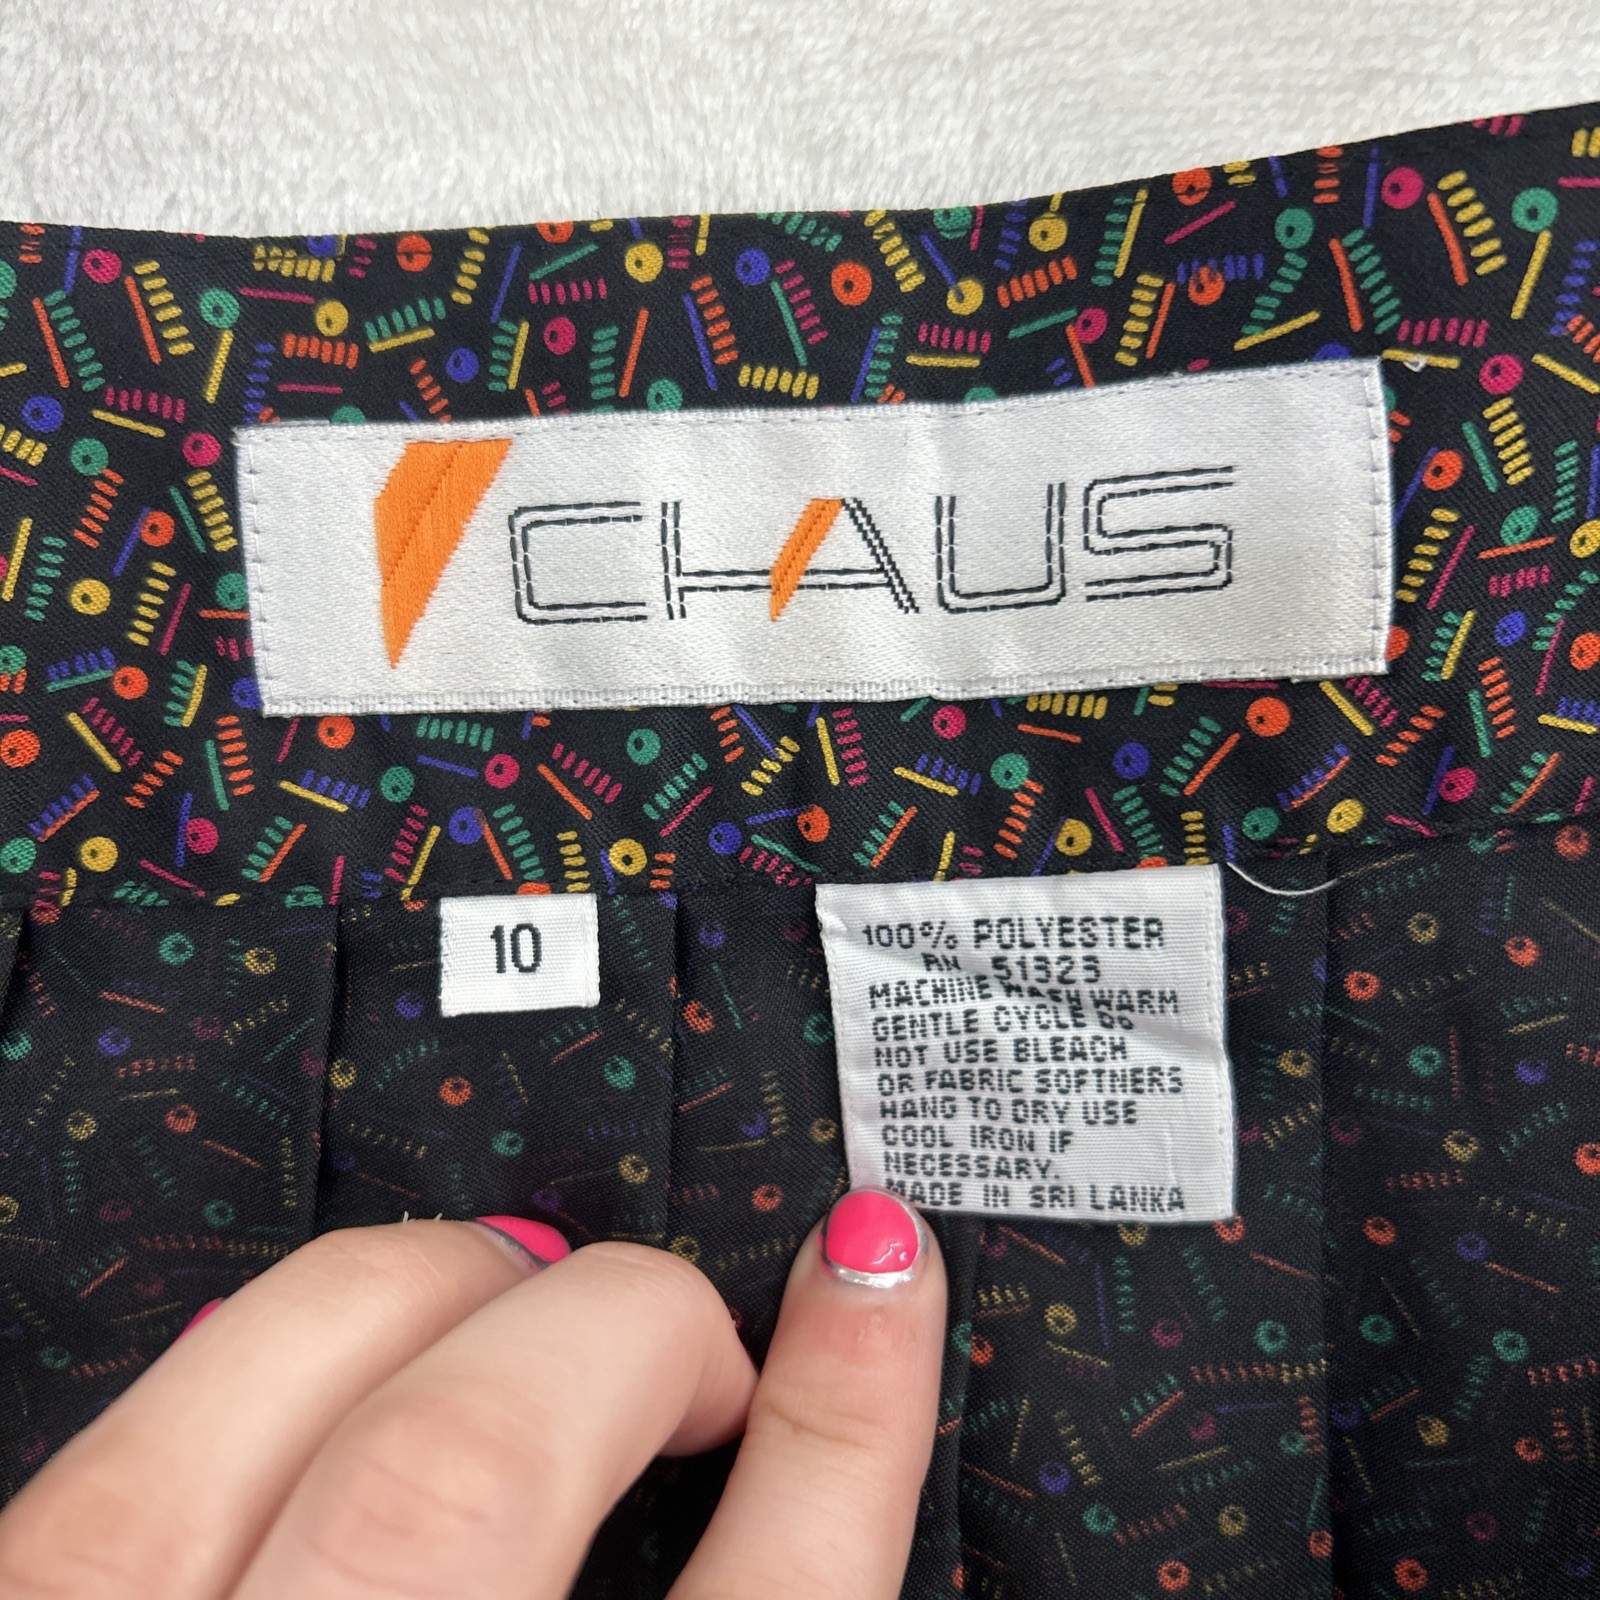 CHAUS
10
100% POLYESTER
RN 51323
MACHINE WASH WARM
GENTLE CYCLE DO
NOT USE BLEACH
OR FABRIC SOFTNERS
HANG TO DRY USE
COOL IRON IF
NECESSARY.
MADE IN SRI LANKA